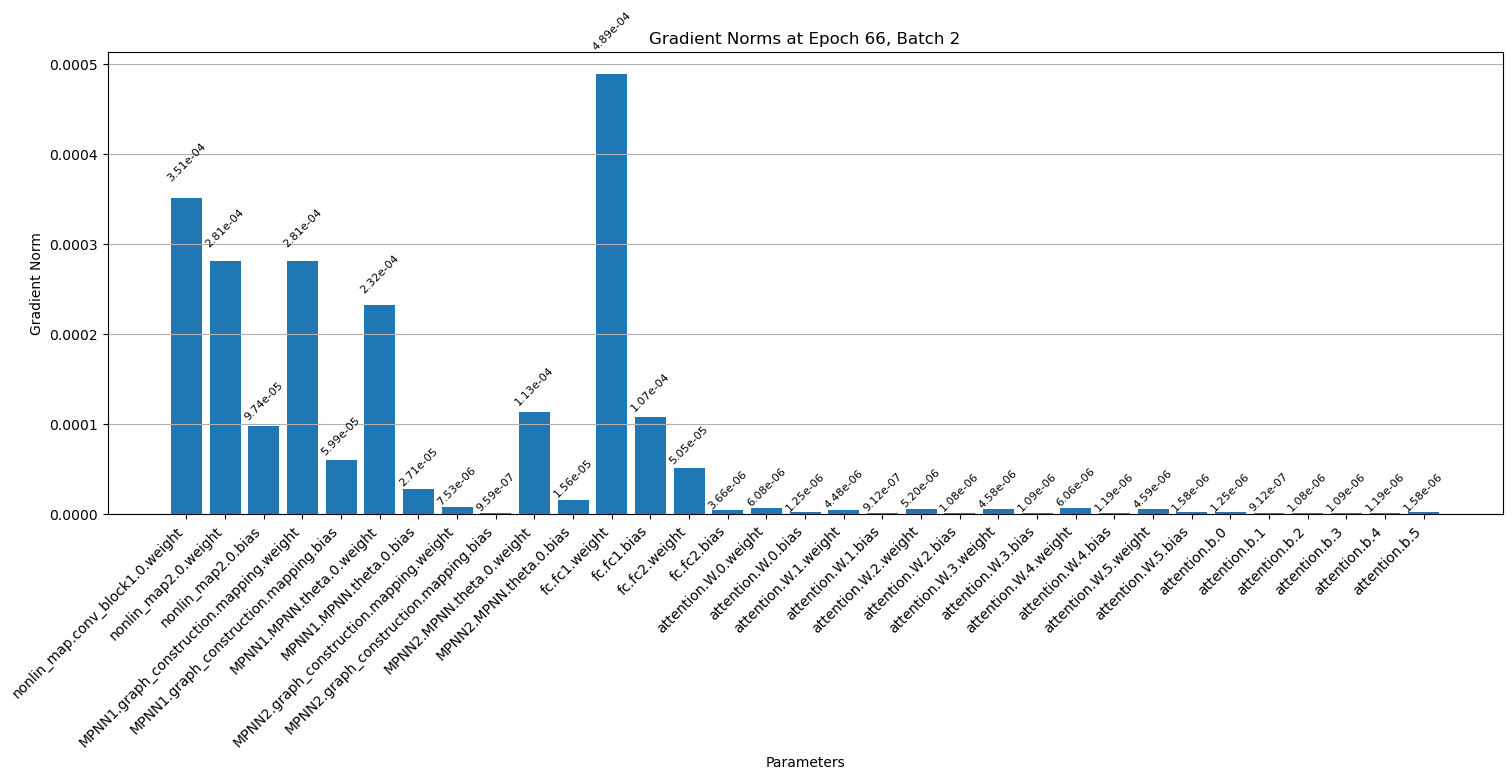 Gradient Norms at Epoch 66, Batch 2
Gradient Norm
0.0005
0.0004
0.0003
0.0002
0.0001
0.0000
3.51e-04
2.81e-04
9.74e-05
2.81e-04
5.99e-05
2.32e-04
2.71e-05
7.53e-06
9.59e-07
1.13e-04
1.56e-05
4.89e-04
1.07e-04
5.05e-05
3.66e-06
6.08e-06
1.25e-06
4.48e-06
9.12e-07
5.20e-06
1.08e-06
4.58e-06
1.09e-06
6.06e-06
1.19e-06
4.59e-06
1.58e-06
1.25e-06
9.12e-07
1.08e-06
1.09e-06
1.19e-06
1.58e-06
nonlin_map.conv_block1.0.weight
nonlin_map2.0.weight
nonlin_map2.0.bias
MPNN1.graph_construction.mapping.weight
MPNN1.graph_construction.mapping.bias
MPNN1.MPNN.theta.0.weight
MPNN1.MPNN.theta.0.bias
MPNN2.graph_construction.mapping.weight
MPNN2.graph_construction.mapping.bias
MPNN2.MPNN.theta.0.weight
MPNN2.MPNN.theta.0.bias
fc.fc1.weight
fc.fc1.bias
fc.fc2.weight
fc.fc2.bias
attention.W.0.weight
attention.W.0.bias
attention.W.1.weight
attention.W.1.bias
attention.W.2.weight
attention.W.2.bias
attention.W.3.weight
attention.W.3.bias
attention.W.4.weight
attention.W.4.bias
attention.W.5.weight
attention.W.5.bias
attention.b.0
attention.b.1
attention.b.2
attention.b.3
attention.b.4
attention.b.5
Parameters